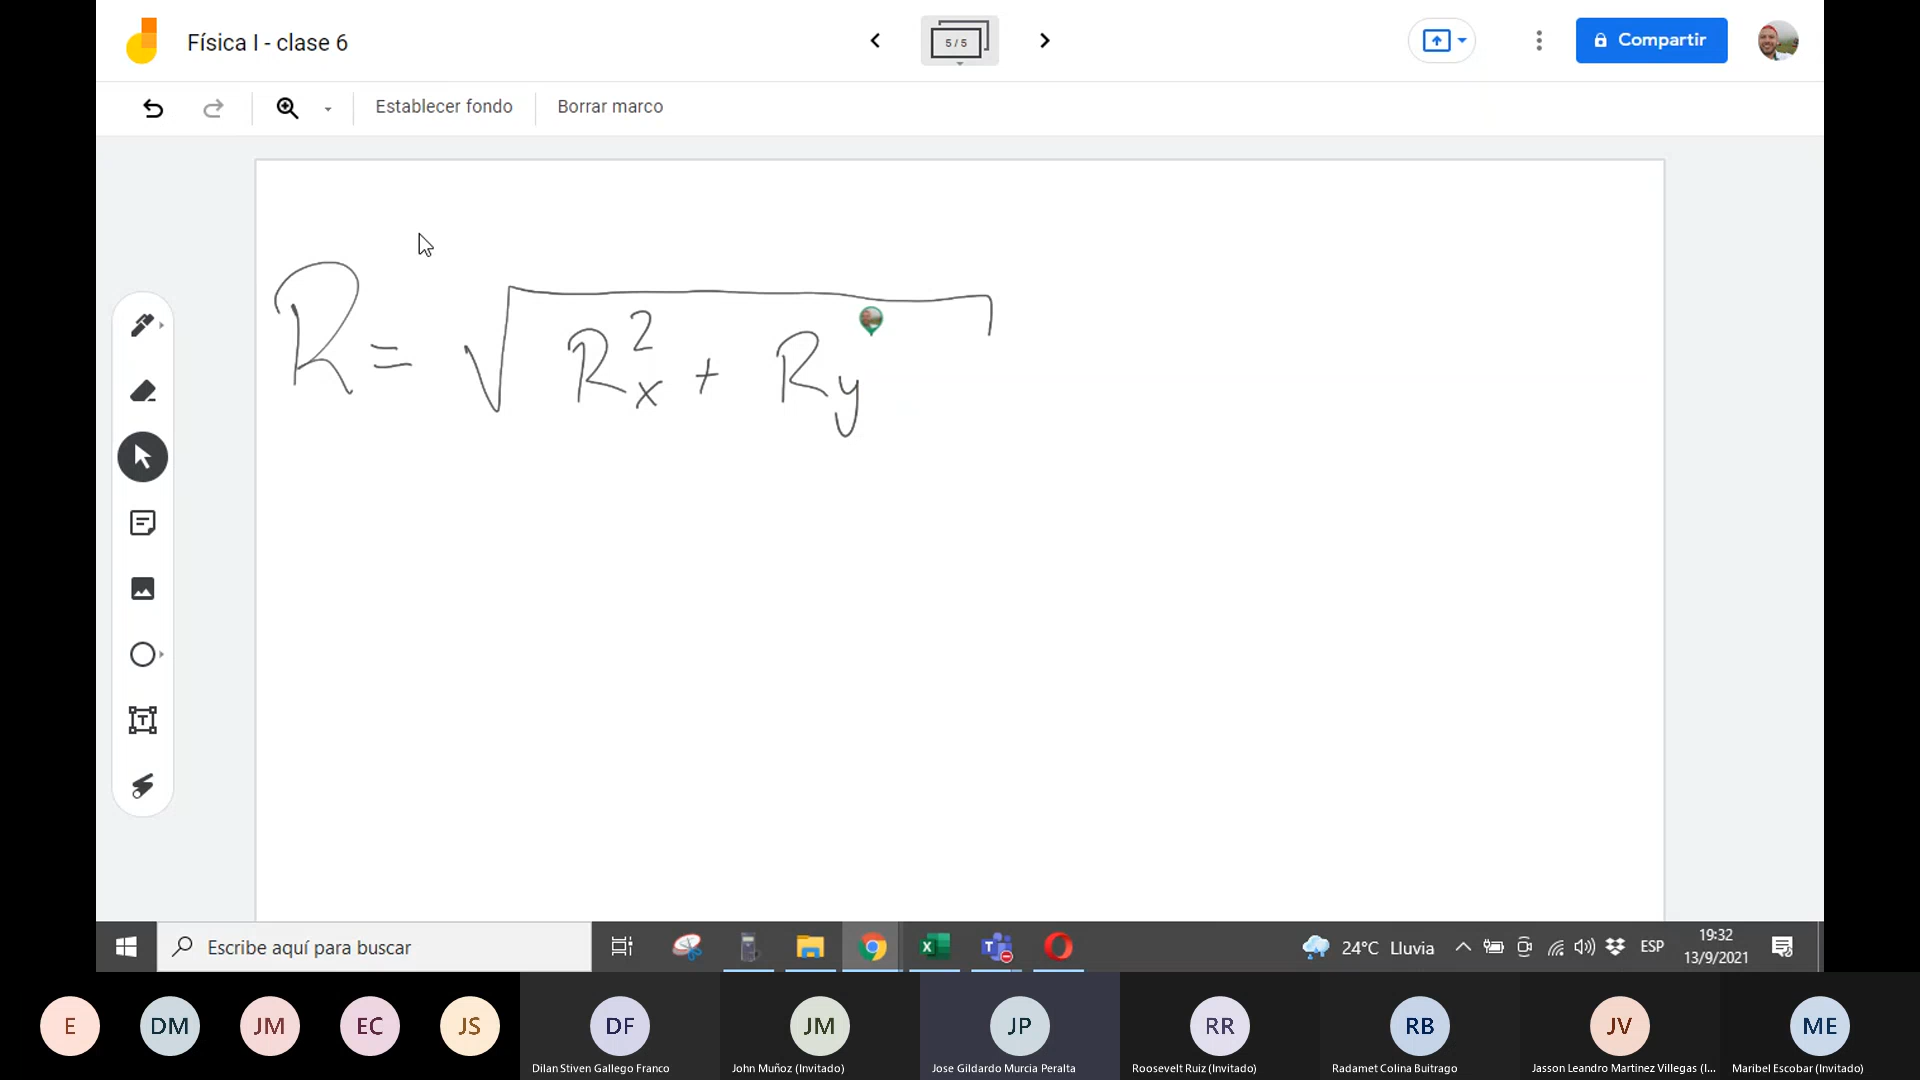 Física I - clase 6
5 / 5
Compartir
Establecer fondo
Borrar marco
R = √ Rx² + Ry
Escribe aquí para buscar
24°C Lluvia
ESP
19:32
13/9/2021
E
DM
JM
EC
JS
DF
JM
JP
RR
RB
JV
ME
Dilan Stiven Gallego Franco
John Muñoz (Invitado)
Jose Gildardo Murcia Peralta
Roosevelt Ruiz (Invitado)
Radamet Colina Buitrago
Jasson Leandro Martinez Villegas (I...
Maribel Escobar (Invitado)